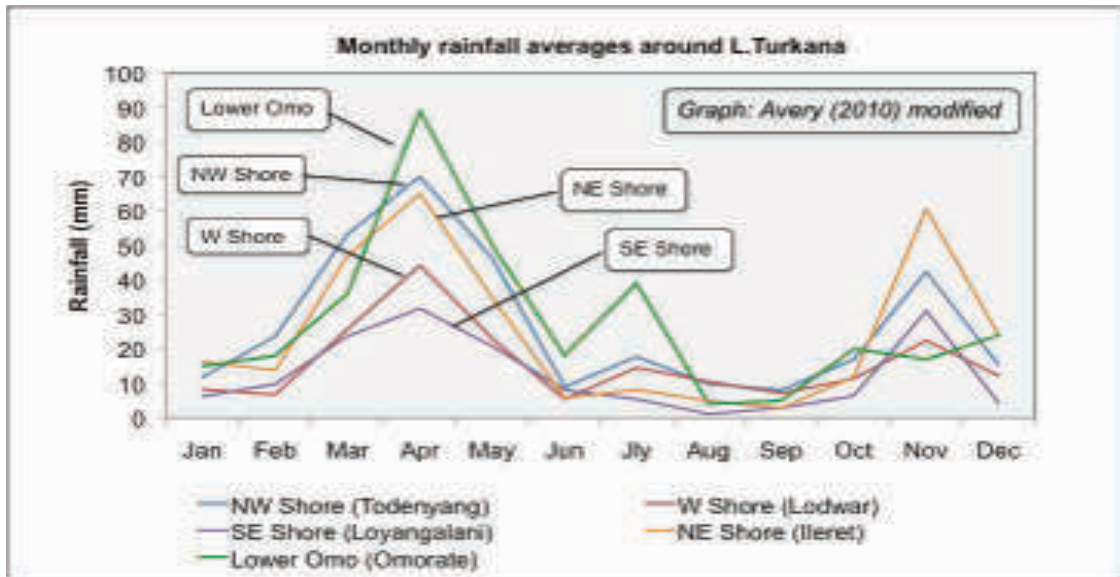 Monthly rainfall averages around L.Turkana
Graph: Avery (2010) modified
Rainfall (mm)
100
90
80
70
60
50
40
30
20
10
0
Lower Omo
NW Shore
W Shore
NE Shore
SE Shore
Jan Feb Mar Apr May Jun Jly Aug Sep Oct Nov Dec
NW Shore (Todenyang) W Shore (Lodwar)
SE Shore (Loyangalani) NE Shore (Ileret)
Lower Omo (Omorate)